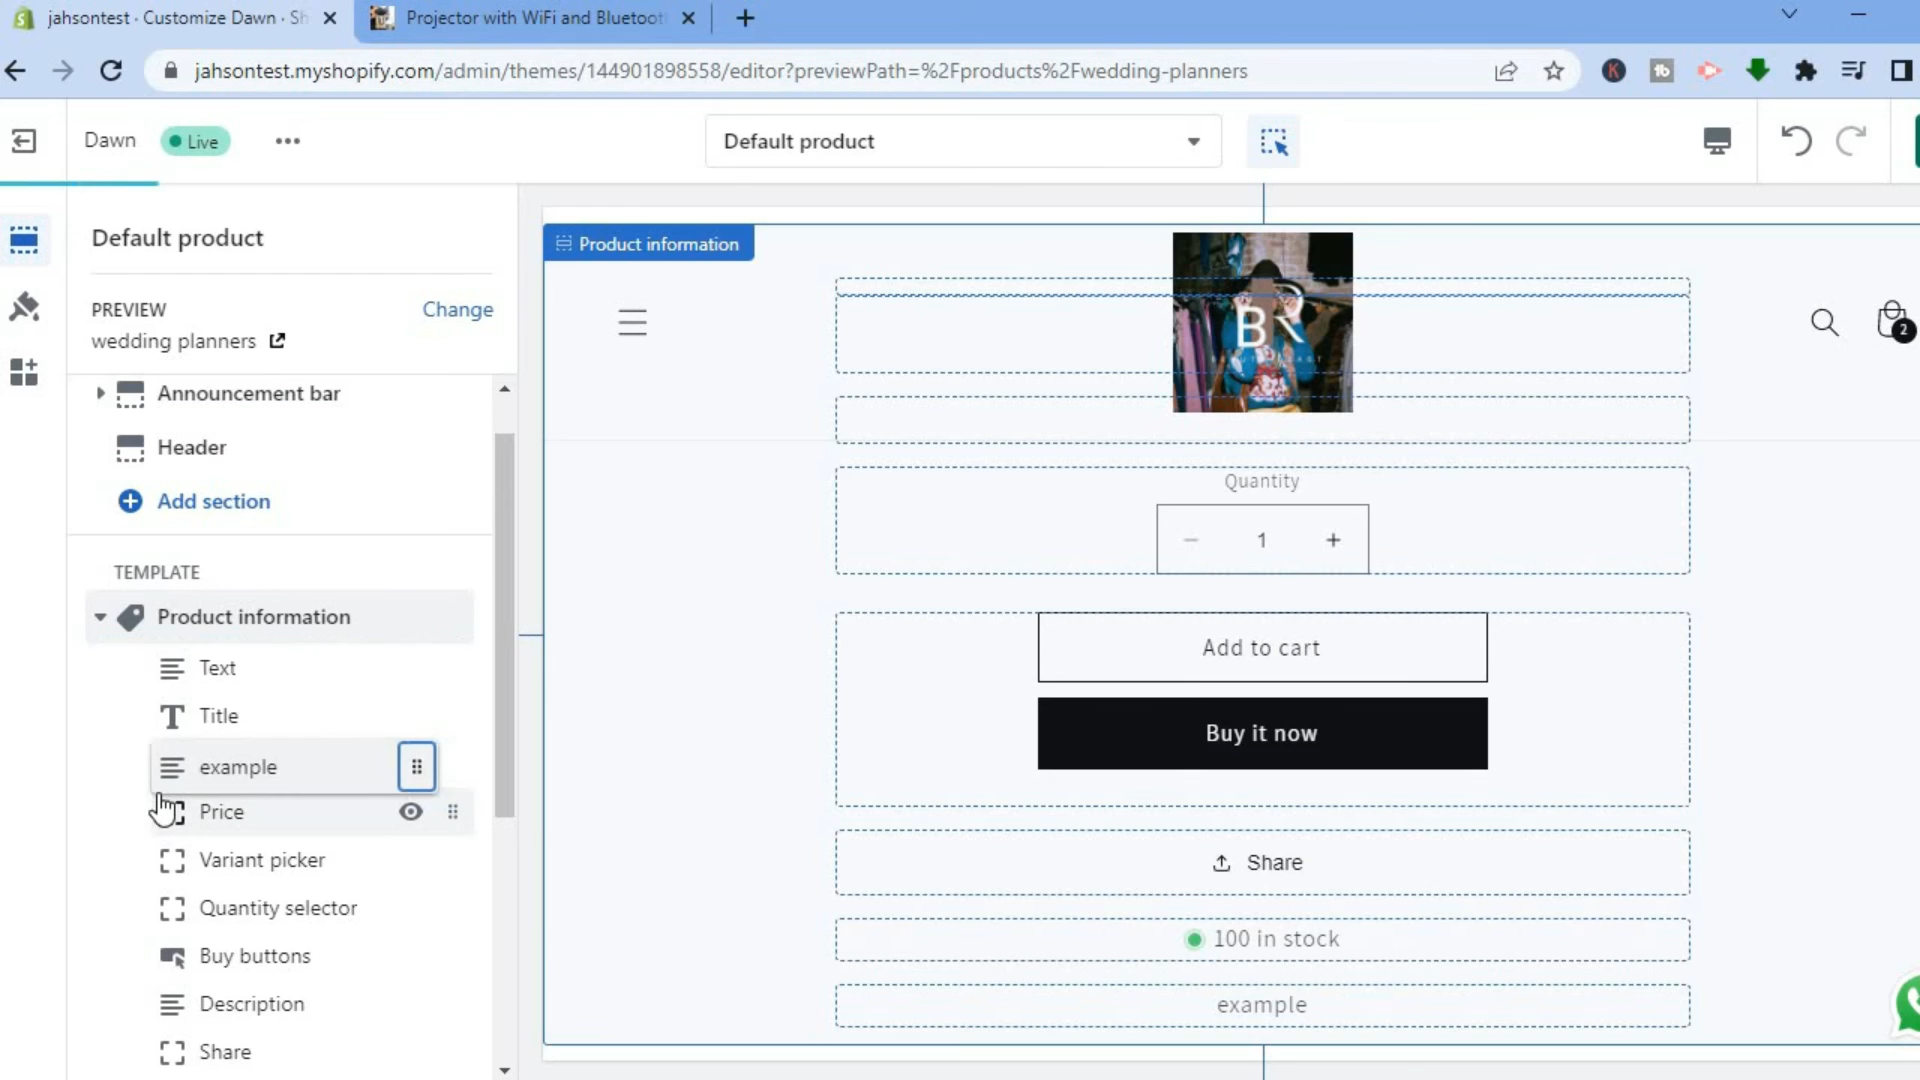 jahsontest · Customize Dawn · Sh
Projector with WiFi and Bluetoot
jahsontest.myshopify.com/admin/themes/144901898558/editor?previewPath=%2Fproducts%2Fwedding-planners
K
tb
Dawn
Live
Default product
Default product
PREVIEW
Change
wedding planners
Announcement bar
Header
Add section
TEMPLATE
Product information
Text
Title
example
Price
Variant picker
Quantity selector
Buy buttons
Description
Share
Product information
BR
2
Quantity
1
Add to cart
Buy it now
Share
100 in stock
example